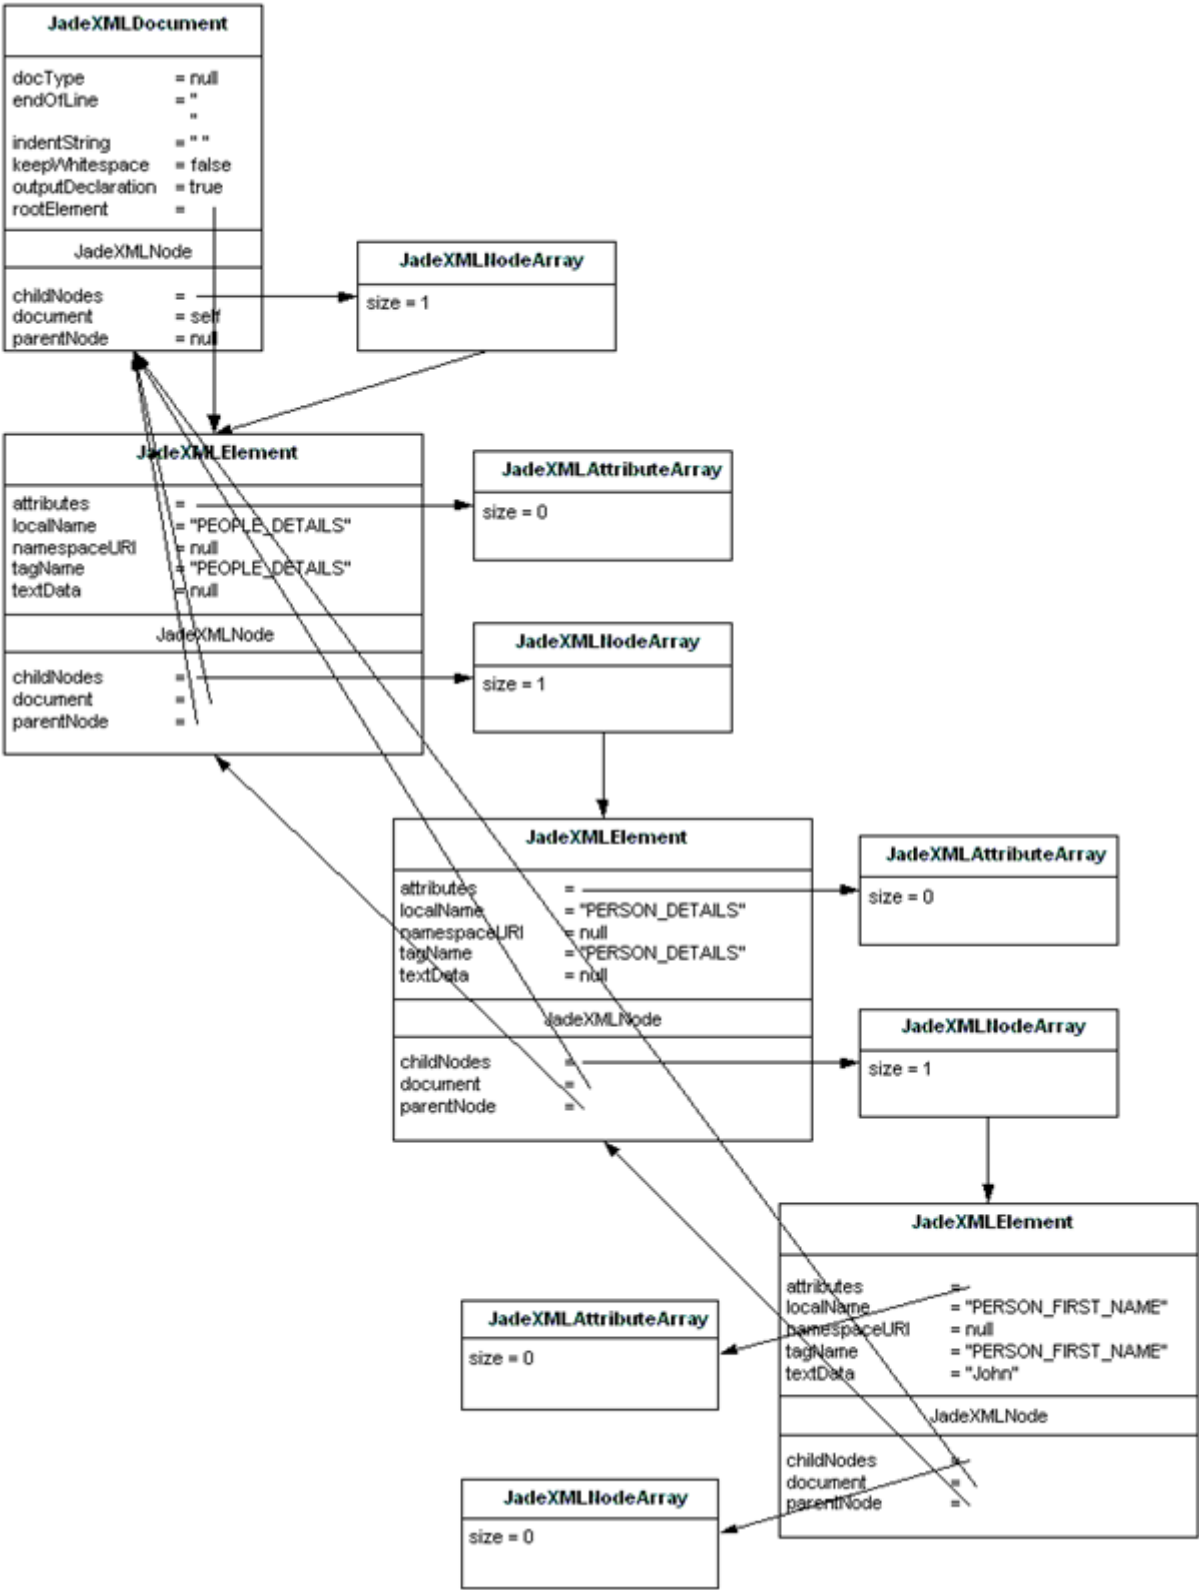 JadeXMLDocument
docType = null
endOfLine = "
"
indentString = " "
keepWhitespace = false
outputDeclaration = true
rootElement =
JadeXMLNode
childNodes =
document = self
parentNode = null
JadeXMLNodeArray
size = 1
JadeXMLElement
attributes =
localName = "PEOPLE_DETAILS"
namespaceURI = null
tagName = "PEOPLE_DETAILS"
textData = null
JadeXMLNode
childNodes =
document =
parentNode =
JadeXMLAttributeArray
size = 0
JadeXMLNodeArray
size = 1
JadeXMLElement
attributes =
localName = "PERSON_DETAILS"
namespaceURI = null
tagName = "PERSON_DETAILS"
textData = null
JadeXMLNode
childNodes =
document =
parentNode =
JadeXMLAttributeArray
size = 0
JadeXMLNodeArray
size = 1
JadeXMLElement
attributes =
localName = "PERSON_FIRST_NAME"
namespaceURI = null
tagName = "PERSON_FIRST_NAME"
textData = "John"
JadeXMLNode
childNodes =
document =
parentNode =
JadeXMLAttributeArray
size = 0
JadeXMLNodeArray
size = 0